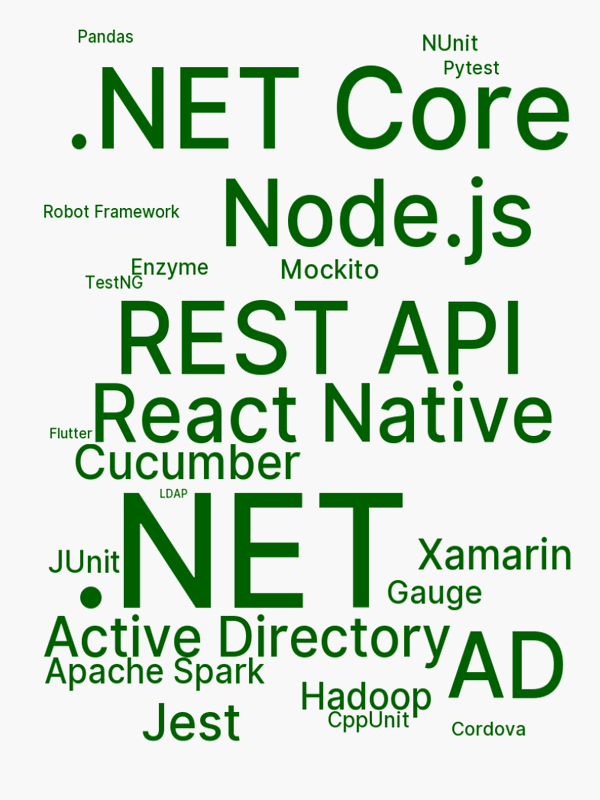 Pandas
NUnit
Pytest
.NET Core
Node.js
Robot Framework
Enzyme
Mockito
TestNG
REST API
React Native
Flutter
Cucumber
LDAP
.NET
JUnit
Xamarin
Gauge
Active Directory
AD
Apache Spark
Hadoop
CppUnit
Jest
Cordova